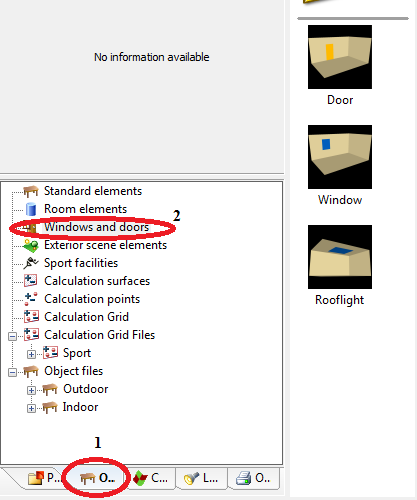 No information available
Door
Window
Rooflight
Standard elements
Room elements
2
Windows and doors
Exterior scene elements
Sport facilities
Calculation surfaces
Calculation points
Calculation Grid
Calculation Grid Files
Sport
Object files
Outdoor
Indoor
1
P... O... C... L... O...